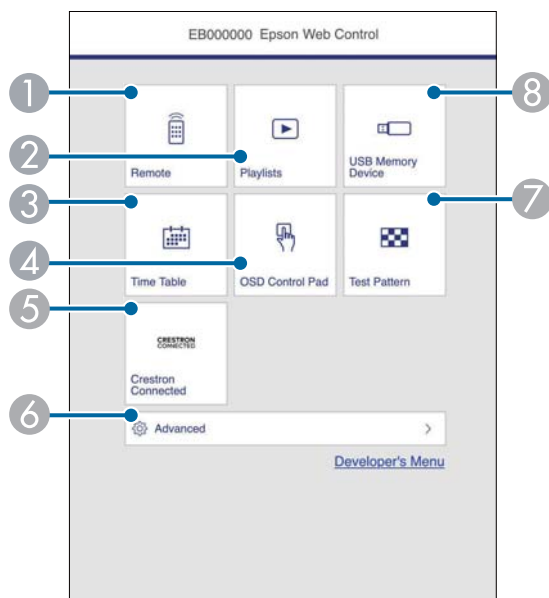 EB000000 Epson Web Control
1
8
2
Remote
Playlists
USB Memory
Device
3
7
4
Time Table
OSD Control Pad
Test Pattern
5
CRESTRON
CONNECTED
Crestron
Connected
6
Advanced
Developer's Menu